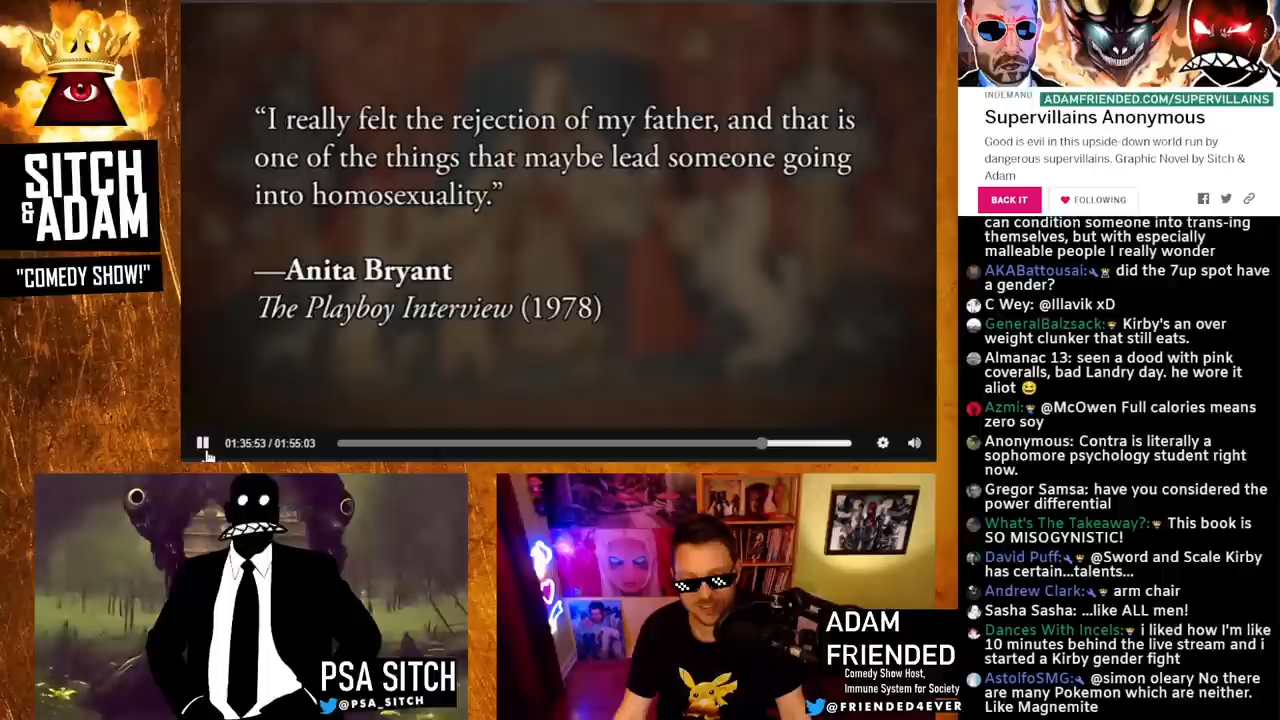 SITCH
& ADAM
"COMEDY SHOW!"
“I really felt the rejection of my father, and that is
one of the things that maybe lead someone going
into homosexuality.”
—Anita Bryant
The Playboy Interview (1978)
01:35:53 / 01:55:03
PSA SITCH
@PSA_SITCH
ADAM
FRIENDED
Comedy Show Host,
Immune System for Society
@FRIENDED4EVER
INDEMAND
ADAMFRIENDED.COM/SUPERVILLAINS
Supervillains Anonymous
Good is evil in this upside-down world run by
dangerous supervillains. Graphic Novel by Sitch &
Adam
BACK IT
FOLLOWING
can condition someone into trans-ing
themselves, but with especially
malleable people I really wonder
AKABattousai: did the 7up spot have
a gender?
C Wey: @Illavik xD
GeneralBalzsack: Kirby's an over
weight clunker that still eats.
Almanac 13: seen a dood with pink
coveralls, bad Landry day. he wore it
aliot 😆
Azmi: @McOwen Full calories means
zero soy
Anonymous: Contra is literally a
sophomore psychology student right
now.
Gregor Samsa: have you considered the
power differential
What's The Takeaway?: This book is
SO MISOGYNISTIC!
David Puff: @Sword and Scale Kirby
has certain...talents...
Andrew Clark: arm chair
Sasha Sasha: ...like ALL men!
Dances With Incels: i liked how I'm like
10 minutes behind the live stream and i
started a Kirby gender fight
AstolfoSMG: @simon oleary No there
are many Pokemon which are neither.
Like Magnemite